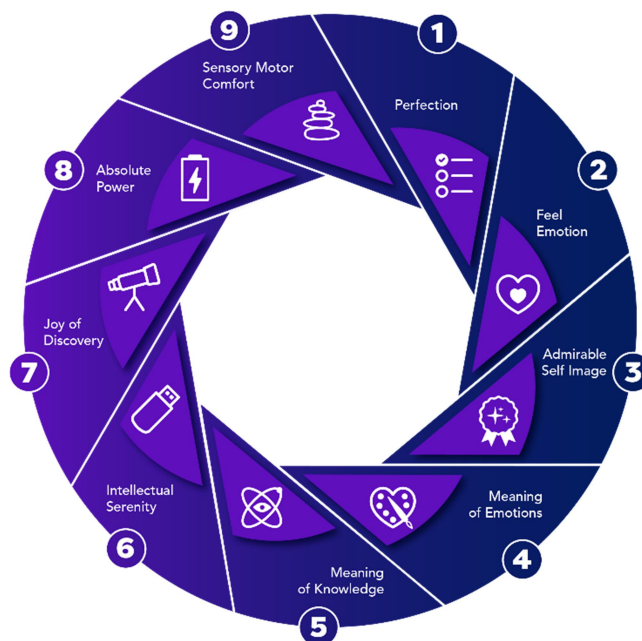 1
Perfection
2
Feel
Emotion
3
Admirable
Self Image
4
Meaning
of Emotions
5
Meaning
of Knowledge
6
Intellectual
Serenity
7
Joy of
Discovery
8
Absolute
Power
9
Sensory Motor
Comfort